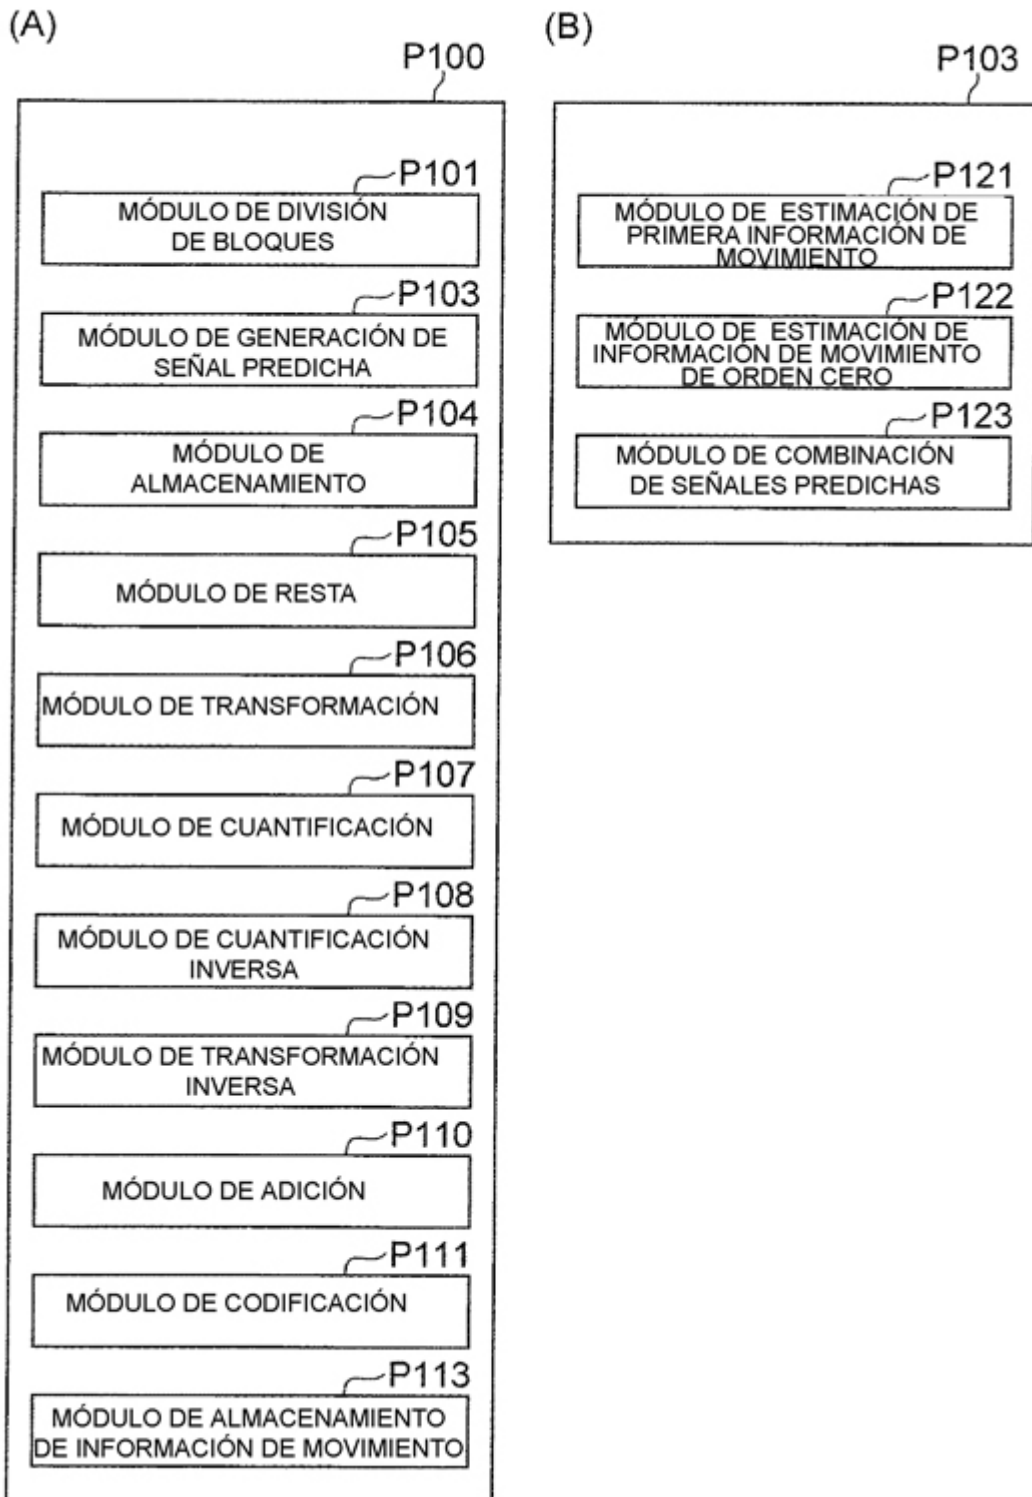 (A)
P100
P101
MÓDULO DE DIVISIÓN
DE BLOQUES
P103
MÓDULO DE GENERACIÓN DE
SEÑAL PREDICHA
P104
MÓDULO DE
ALMACENAMIENTO
P105
MÓDULO DE RESTA
P106
MÓDULO DE TRANSFORMACIÓN
P107
MÓDULO DE CUANTIFICACIÓN
P108
MÓDULO DE CUANTIFICACIÓN
INVERSA
P109
MÓDULO DE TRANSFORMACIÓN
INVERSA
P110
MÓDULO DE ADICIÓN
P111
MÓDULO DE CODIFICACIÓN
P113
MÓDULO DE ALMACENAMIENTO
DE INFORMACIÓN DE MOVIMIENTO
(B)
P103
P121
MÓDULO DE ESTIMACIÓN DE
PRIMERA INFORMACIÓN DE
MOVIMIENTO
P122
MÓDULO DE ESTIMACIÓN DE
INFORMACIÓN DE MOVIMIENTO
DE ORDEN CERO
P123
MÓDULO DE COMBINACIÓN
DE SEÑALES PREDICHAS